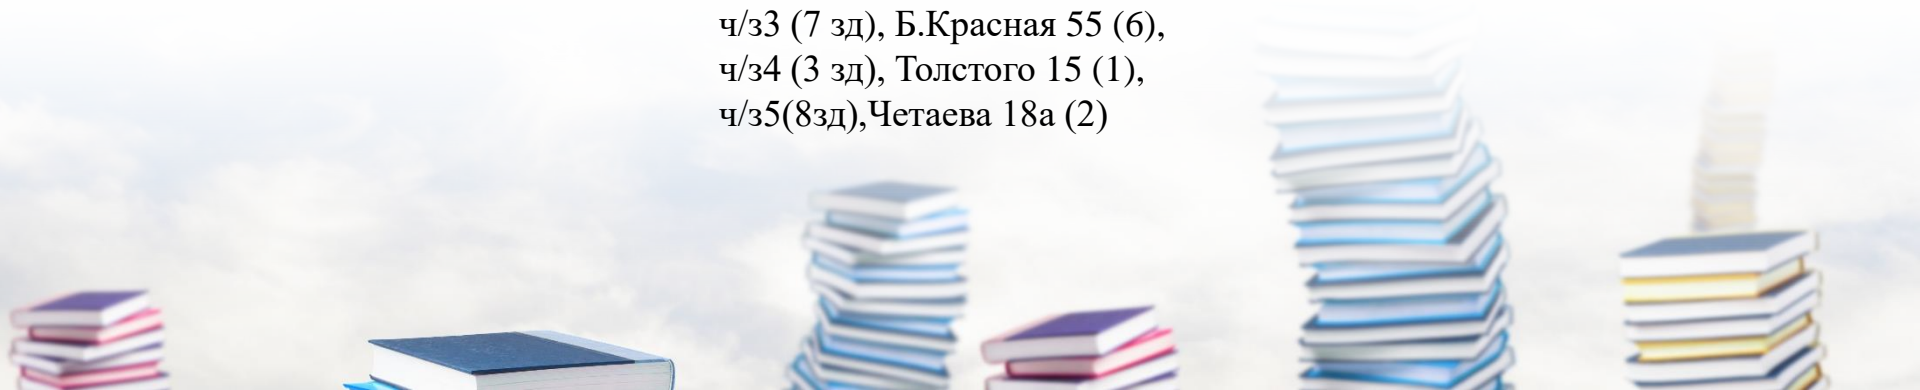 ч/з3 (7 зд), Б.Красная 55 (6),
ч/з4 (3 зд), Толстого 15 (1),
ч/з5(8зд),Четаева 18а (2)